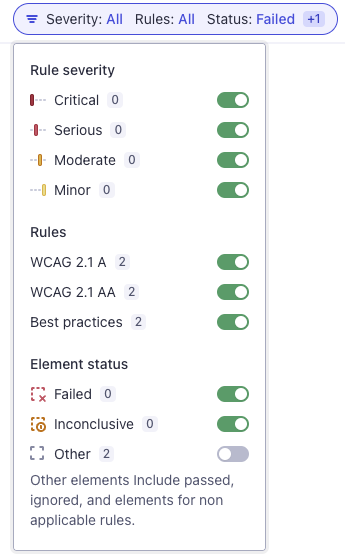 Severity: All Rules: All Status: Failed +1
Rule severity
Critical 0
Serious 0
Moderate 0
Minor 0
Rules
WCAG 2.1 A 2
WCAG 2.1 AA 2
Best practices 2
Element status
Failed 0
Inconclusive 0
Other 2
Other elements Include passed,
ignored, and elements for non
applicable rules.